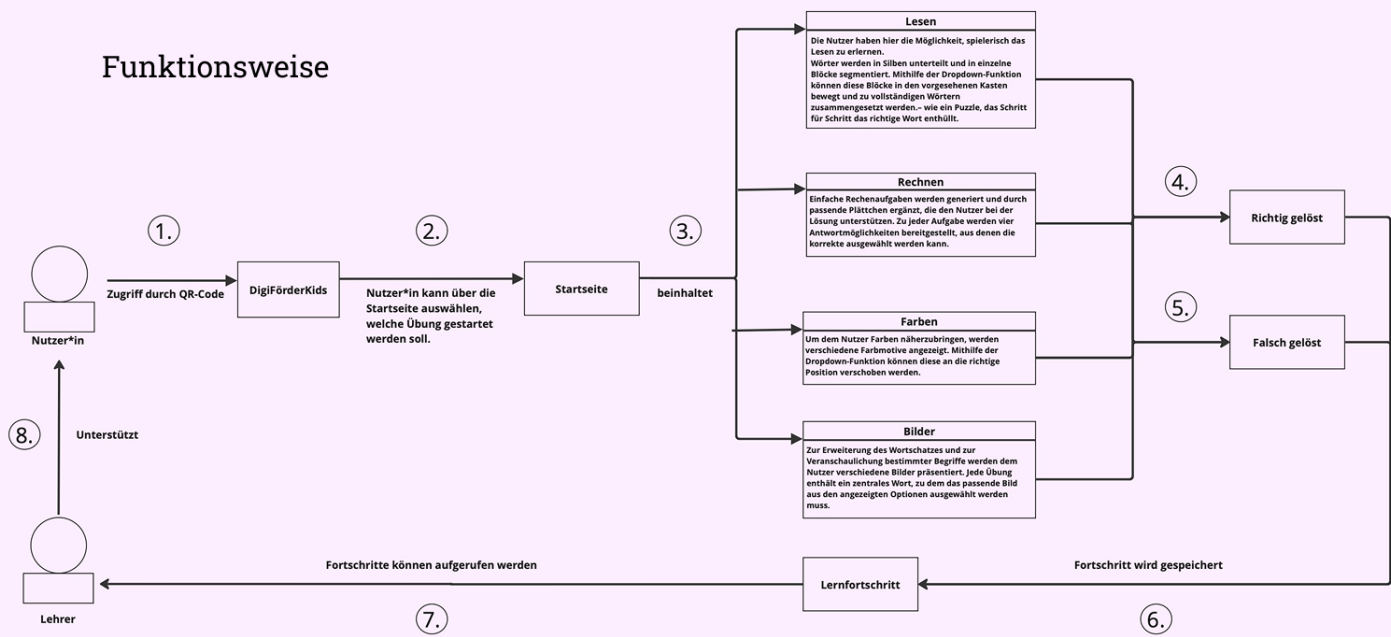 Funktionsweise
1.
Nutzer*in
Zugriff durch QR-Code
DigiFörderKids
2.
Nutzer*in kann über die
Startseite auswählen,
welche Übung gestartet
werden soll.
Startseite
3.
beinhaltet
Lesen
Die Nutzer haben hier die Möglichkeit, spielerisch das
Lesen zu erlernen.
Wörter werden in Silben unterteilt und in einzelne
Blöcke segmentiert. Mithilfe der Dropdown-Funktion
können diese Blöcke in den vorgesehenen Kasten
bewegt und zu vollständigen Wörtern
zusammengesetzt werden.– wie ein Puzzle, das Schritt
für Schritt das richtige Wort enthüllt.
Rechnen
Einfache Rechenaufgaben werden generiert und durch
passende Plättchen ergänzt, die den Nutzer bei der
Lösung unterstützen. Zu jeder Aufgabe werden vier
Antwortmöglichkeiten bereitgestellt, aus denen die
korrekte ausgewählt werden kann.
Farben
Um dem Nutzer Farben näherzubringen, werden
verschiedene Farbmotive angezeigt. Mithilfe der
Dropdown-Funktion können diese an die richtige
Position verschoben werden.
Bilder
Zur Erweiterung des Wortschatzes und zur
Veranschaulichung bestimmter Begriffe werden dem
Nutzer verschiedene Bilder präsentiert. Jede Übung
enthält ein zentrales Wort, zu dem das passende Bild
aus den angezeigten Optionen ausgewählt werden
muss.
4.
Richtig gelöst
5.
Falsch gelöst
Fortschritt wird gespeichert
6.
Lernfortschritt
Fortschritte können aufgerufen werden
7.
Lehrer
8.
Unterstützt